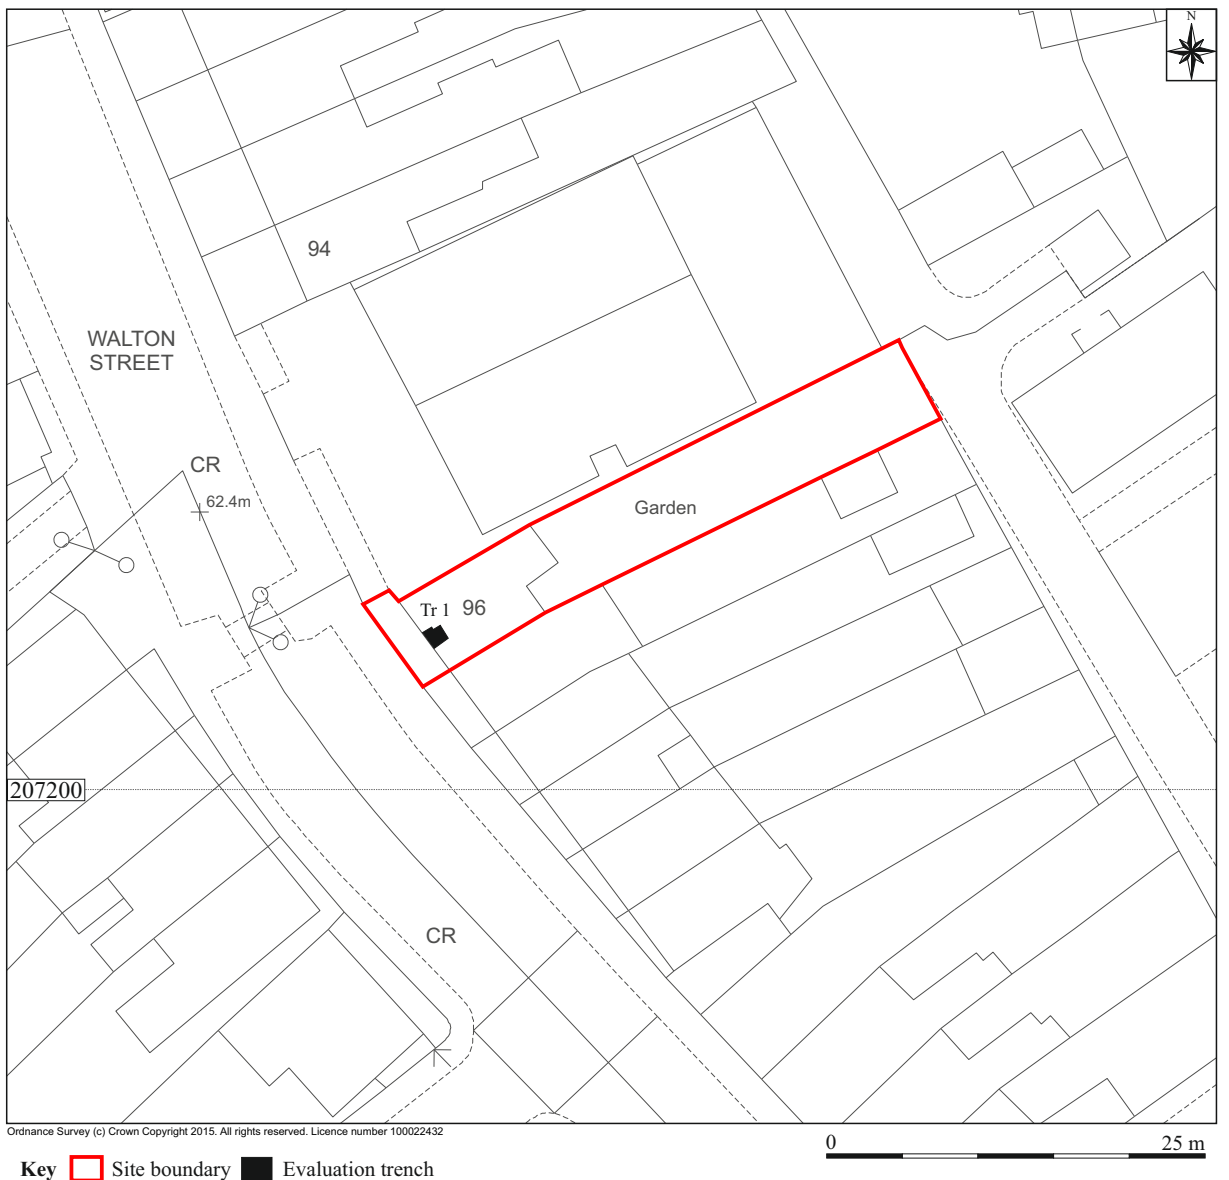 N
94
WALTON
STREET
CR
62.4m
Garden
Tr 1 96
207200
CR
Ordnance Survey (c) Crown Copyright 2015. All rights reserved. Licence number 100022432
0 25 m
Key Site boundary Evaluation trench